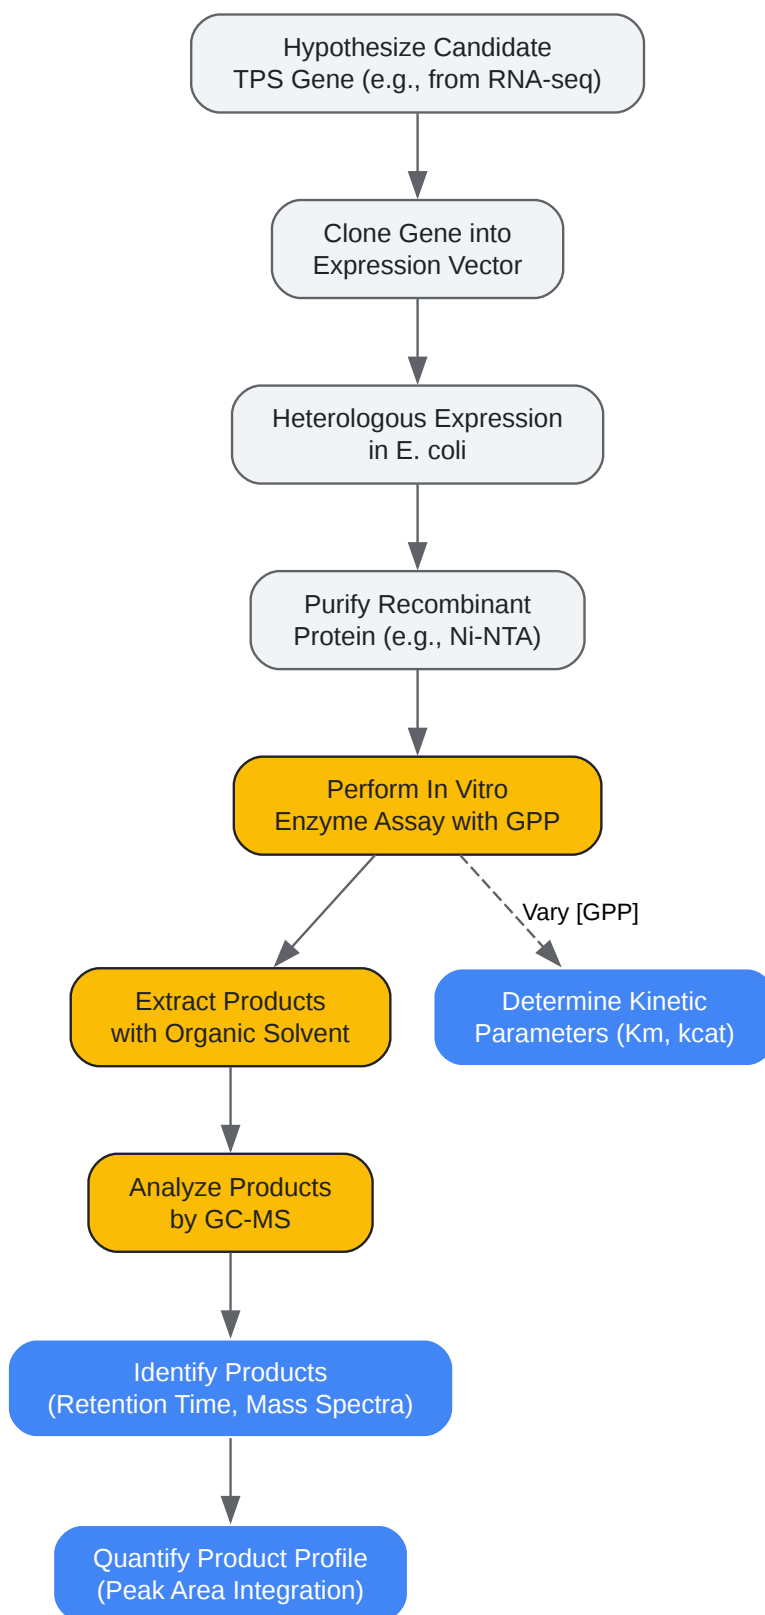 Hypothesize Candidate
TPS Gene (e.g., from RNA-seq)
Clone Gene into
Expression Vector
Heterologous Expression
in E. coli
Purify Recombinant
Protein (e.g., Ni-NTA)
Perform In Vitro
Enzyme Assay with GPP
Vary [GPP]
Extract Products
with Organic Solvent
Determine Kinetic
Parameters (Km, kcat)
Analyze Products
by GC-MS
Identify Products
(Retention Time, Mass Spectra)
Quantify Product Profile
(Peak Area Integration)